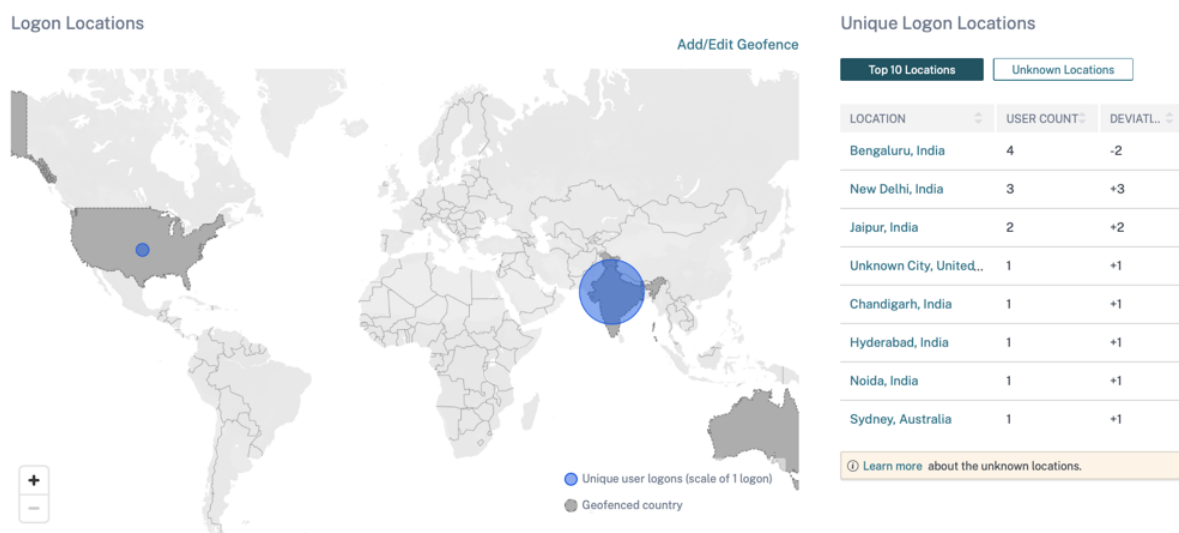 Logon Locations
Add/Edit Geofence
+
−
Unique user logons (scale of 1 logon)
Geofenced country
Unique Logon Locations
Top 10 Locations
Unknown Locations
LOCATION USER COUNT DEVIATI...
Bengaluru, India 4 -2
New Delhi, India 3 +3
Jaipur, India 2 +2
Unknown City, United... 1 +1
Chandigarh, India 1 +1
Hyderabad, India 1 +1
Noida, India 1 +1
Sydney, Australia 1 +1
Learn more about the unknown locations.